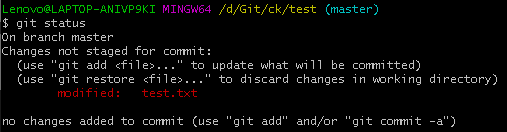 Lenovo@LAPTOP-ANIVP9KI MINGW64 /d/Git/ck/test (master)
$ git status
On branch master
Changes not staged for commit:
  (use "git add <file>..." to update what will be committed)
  (use "git restore <file>..." to discard changes in working directory)
        modified:   test.txt

no changes added to commit (use "git add" and/or "git commit -a")